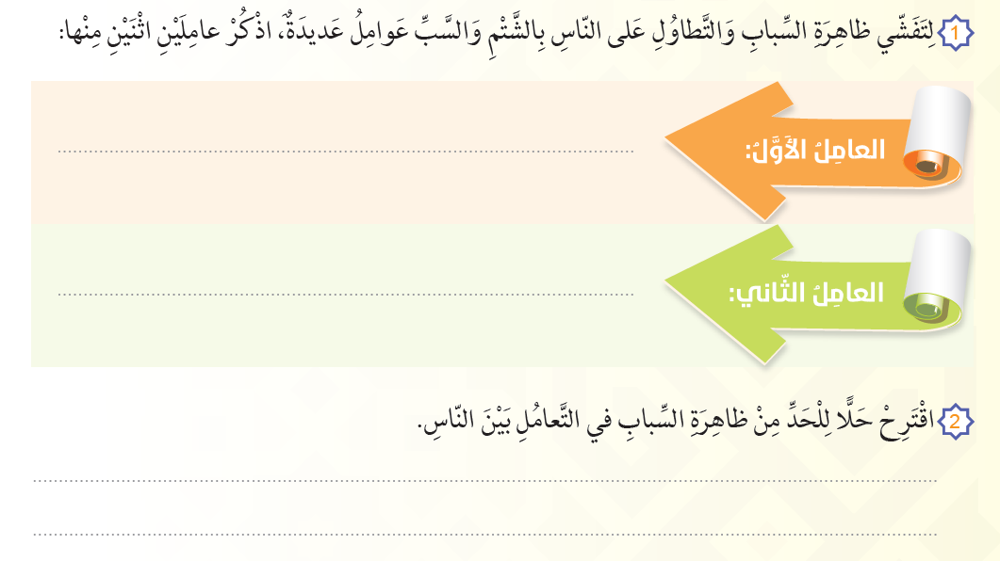 1 لِتَفَشّي ظاهِرَةِ السِّبابِ وَالتَّطاوُلِ عَلى النّاسِ بِالشَّتْمِ وَالسَّبِّ عَوامِلُ عَديدَةٌ، اذْكُرْ عامِلَيْنِ اثْنَيْنِ مِنْها:
العامِلُ الأَوَّلُ:
العامِلُ الثّاني:
2 اقْتَرِحْ حَلًّا لِلْحَدِّ مِنْ ظاهِرَةِ السِّبابِ في التَّعامُلِ بَيْنَ النّاسِ.